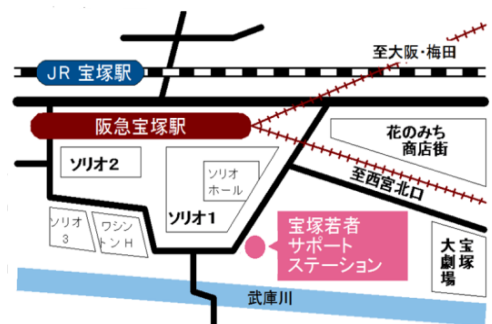 至大阪・梅田
JR 宝塚駅
阪急宝塚駅
花のみち
商店街
ソリオ2
ソリオ
ホール
至西宮北口
ソリオ1
ソリオ
3
ワシン
トンH
宝塚若者
サポート
ステーション
宝塚
大劇場
武庫川